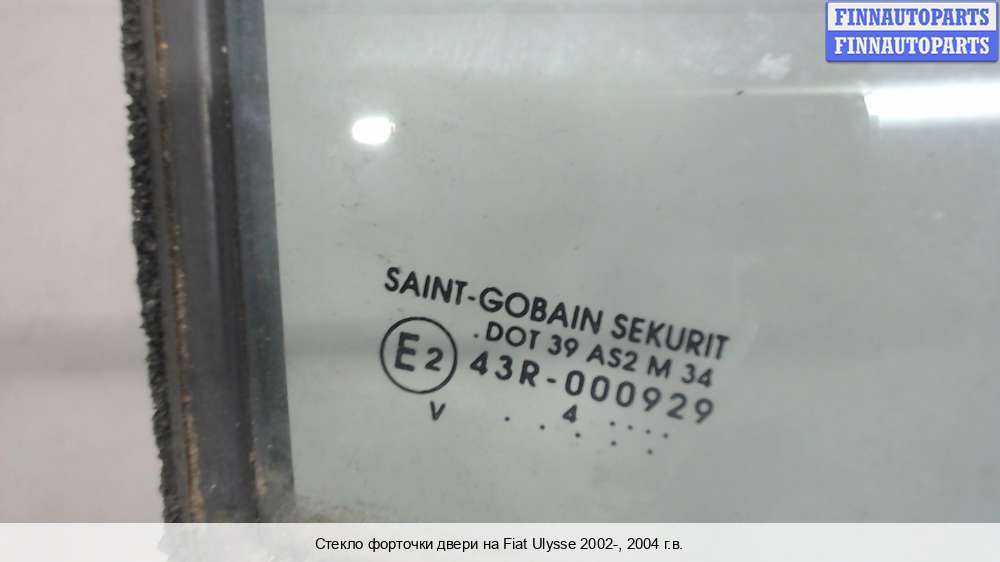 FINNAUTOPARTS
FINNAUTOPARTS
SAINT-GOBAIN SEKURIT
.DOT 39 AS2 M 34
E2 43R-000929
V . . 4 . . . . . . .
Стекло форточки двери на Fiat Ulysse 2002-, 2004 г.в.